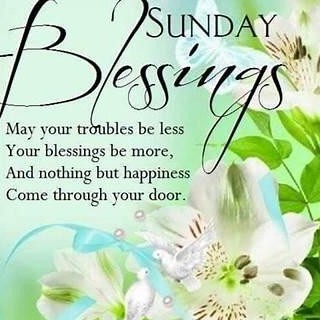 SUNDAY
Blessings
May your troubles be less
Your blessings be more,
And nothing but happiness
Come through your door.